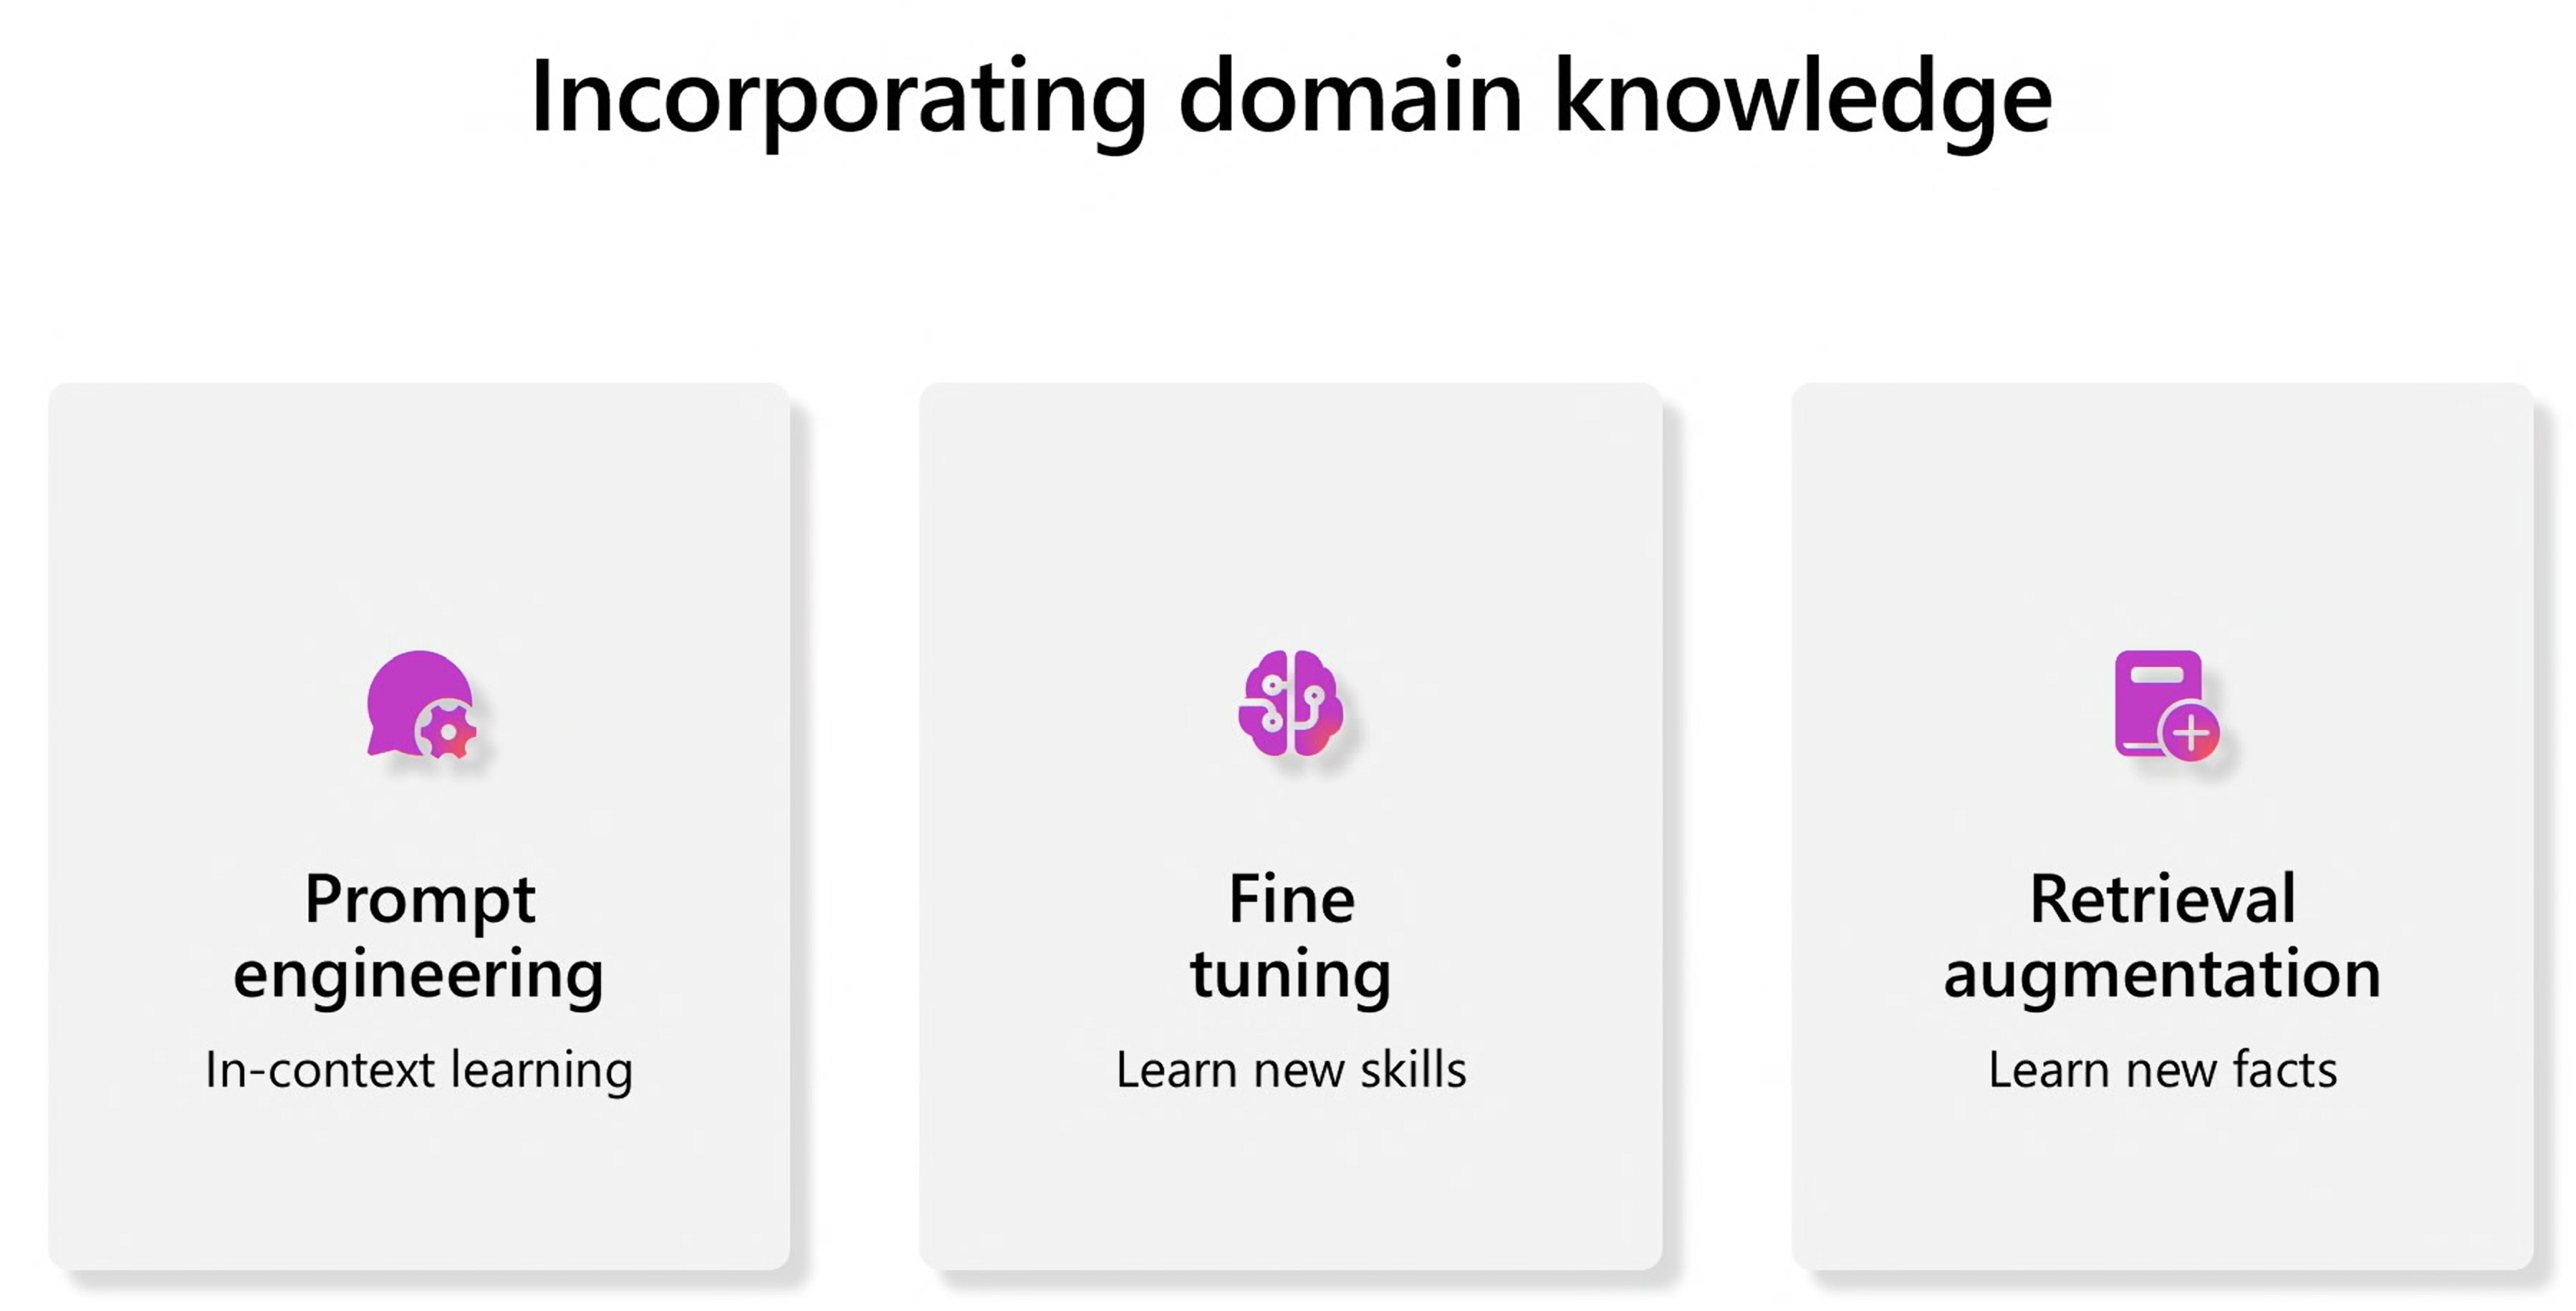 Incorporating domain knowledge
Prompt
engineering
In-context learning
Fine
tuning
Learn new skills
Retrieval
augmentation
Learn new facts